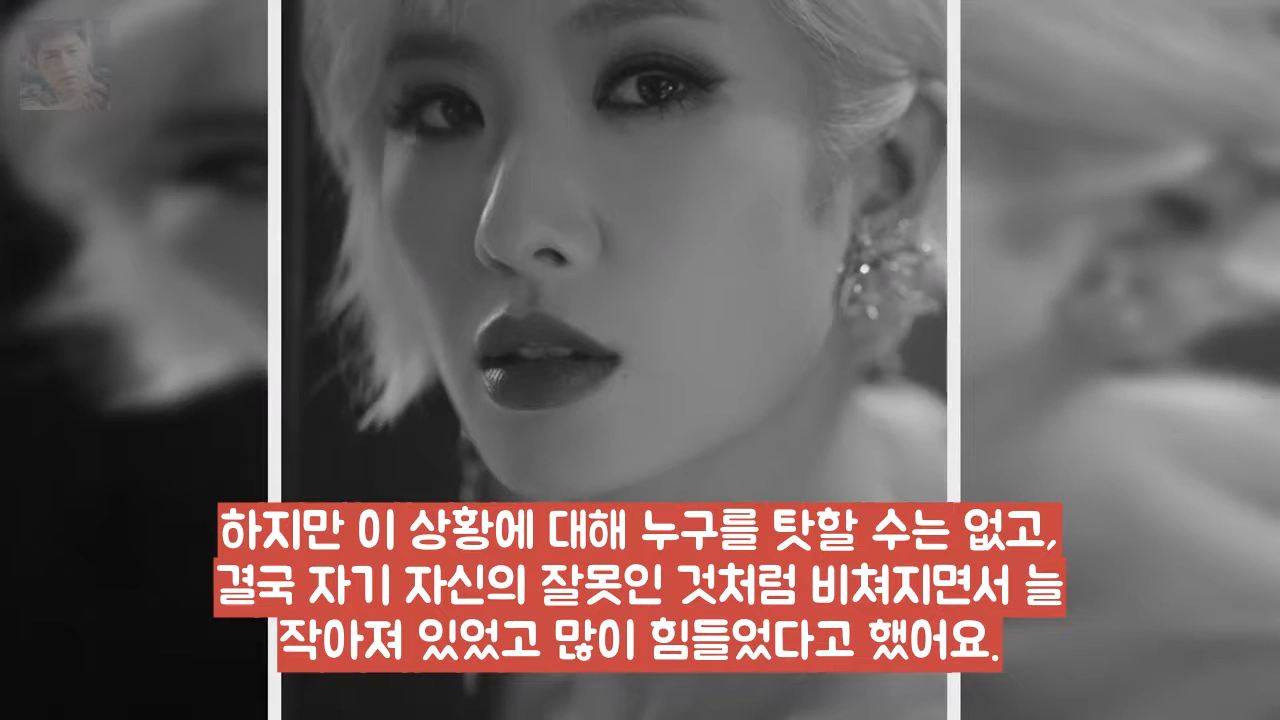 하지만 이 상황에 대해 누구를 탓할 수는 없고,
결국 자기 자신의 잘못인 것처럼 비쳐지면서 늘
작아져 있었고 많이 힘들었다고 했어요.